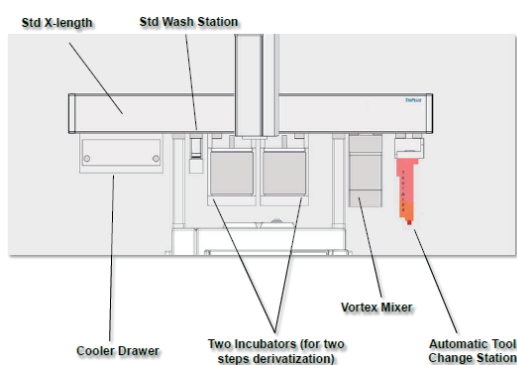 Std X-length
Std Wash Station
Vortex Mixer
Cooler Drawer
Two Incubators (for two
steps derivatization)
Automatic Tool
Change Station